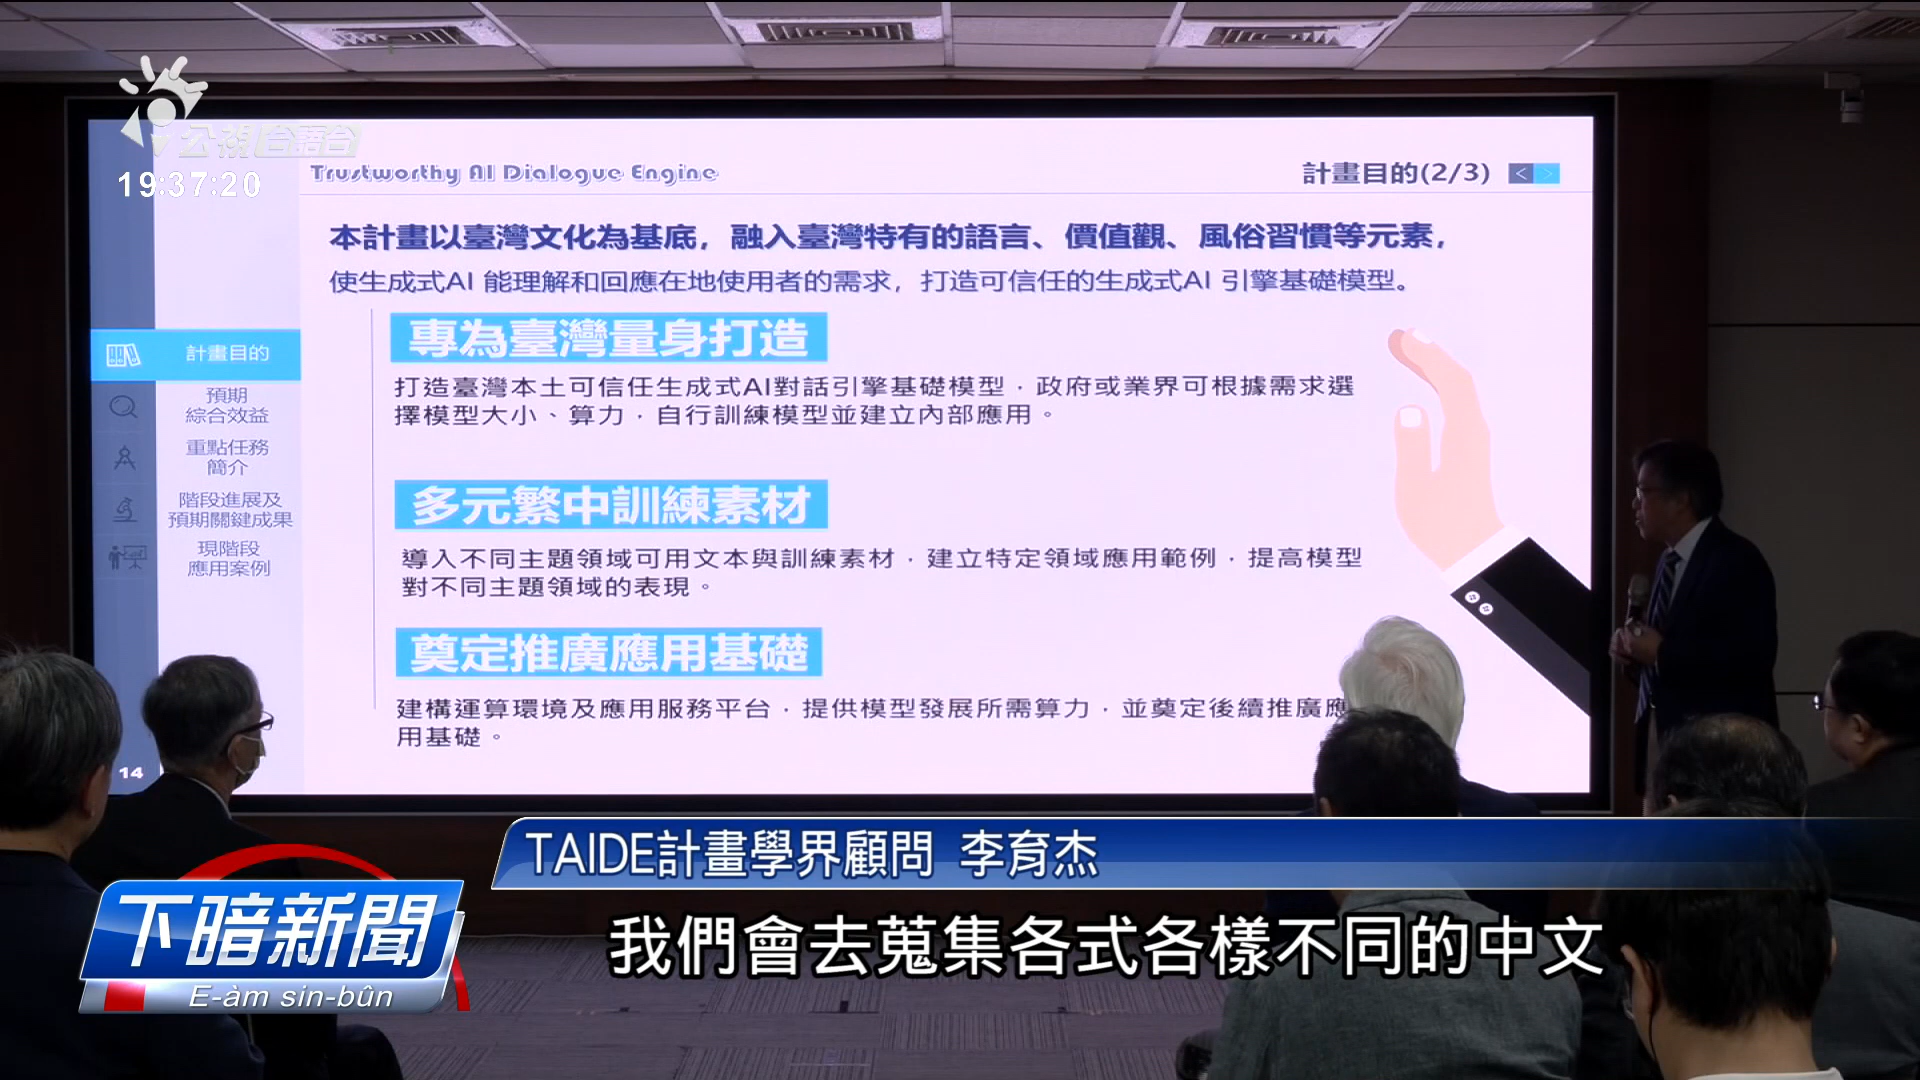 公視台語台
19:37:20
Trustworthy AI Dialogue Engine
計畫目的(2/3)
< >
本計畫以臺灣文化為基底，融入臺灣特有的語言、價值觀、風俗習慣等元素，
使生成式AI 能理解和回應在地使用者的需求，打造可信任的生成式AI 引擎基礎模型。
計畫目的
預期
綜合效益
重點任務
簡介
階段進展及
預期關鍵成果
現階段
應用案例
14
專為臺灣量身打造
打造臺灣本土可信任生成式AI對話引擎基礎模型，政府或業界可根據需求選
擇模型大小、算力，自行訓練模型並建立內部應用。
多元繁中訓練素材
導入不同主題領域可用文本與訓練素材，建立特定領域應用範例，提高模型
對不同主題領域的表現。
奠定推廣應用基礎
建構運算環境及應用服務平台，提供模型發展所需算力，並奠定後續推廣應
用基礎。
TAIDE計畫學界顧問 李育杰
下暗新聞
E-àm sin-bûn
我們會去蒐集各式各樣不同的中文